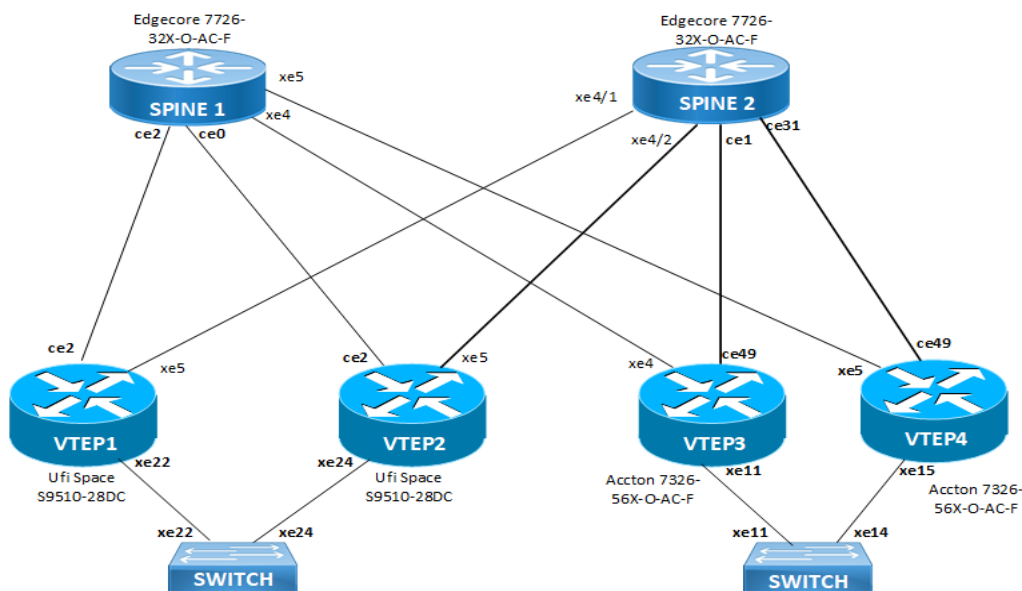 Edgecore 7726-
32X-O-AC-F
Edgecore 7726-
32X-O-AC-F
SPINE 1
SPINE 2
xe5
xe4
ce2
ce0
xe4/1
xe4/2
ce1
ce31
ce2
xe5
ce2
xe5
xe4
ce49
xe5
ce49
VTEP1
VTEP2
VTEP3
VTEP4
xe22
xe24
xe11
xe15
Ufi Space
S9510-28DC
Ufi Space
S9510-28DC
Accton 7326-
56X-O-AC-F
Accton 7326-
56X-O-AC-F
xe22
xe24
xe11
xe14
SWITCH
SWITCH